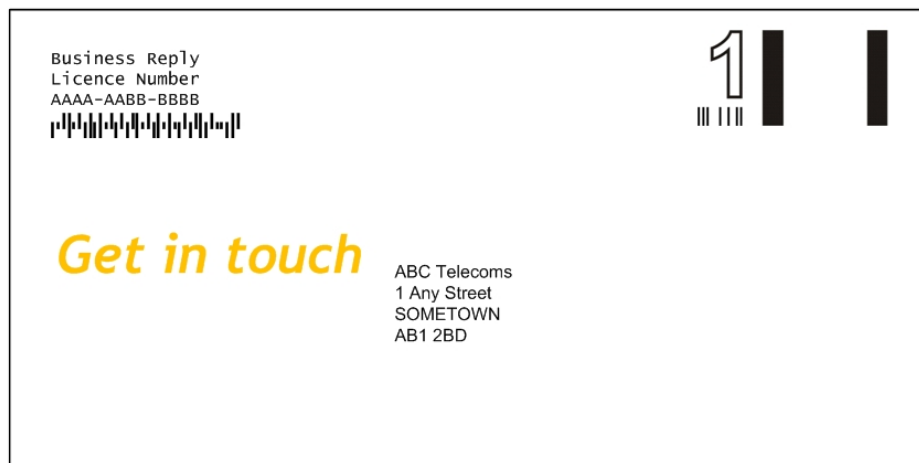 Business Reply
Licence Number
AAAA-AABB-BBBB
1
Get in touch
ABC Telecoms
1 Any Street
SOMETOWN
AB1 2BD